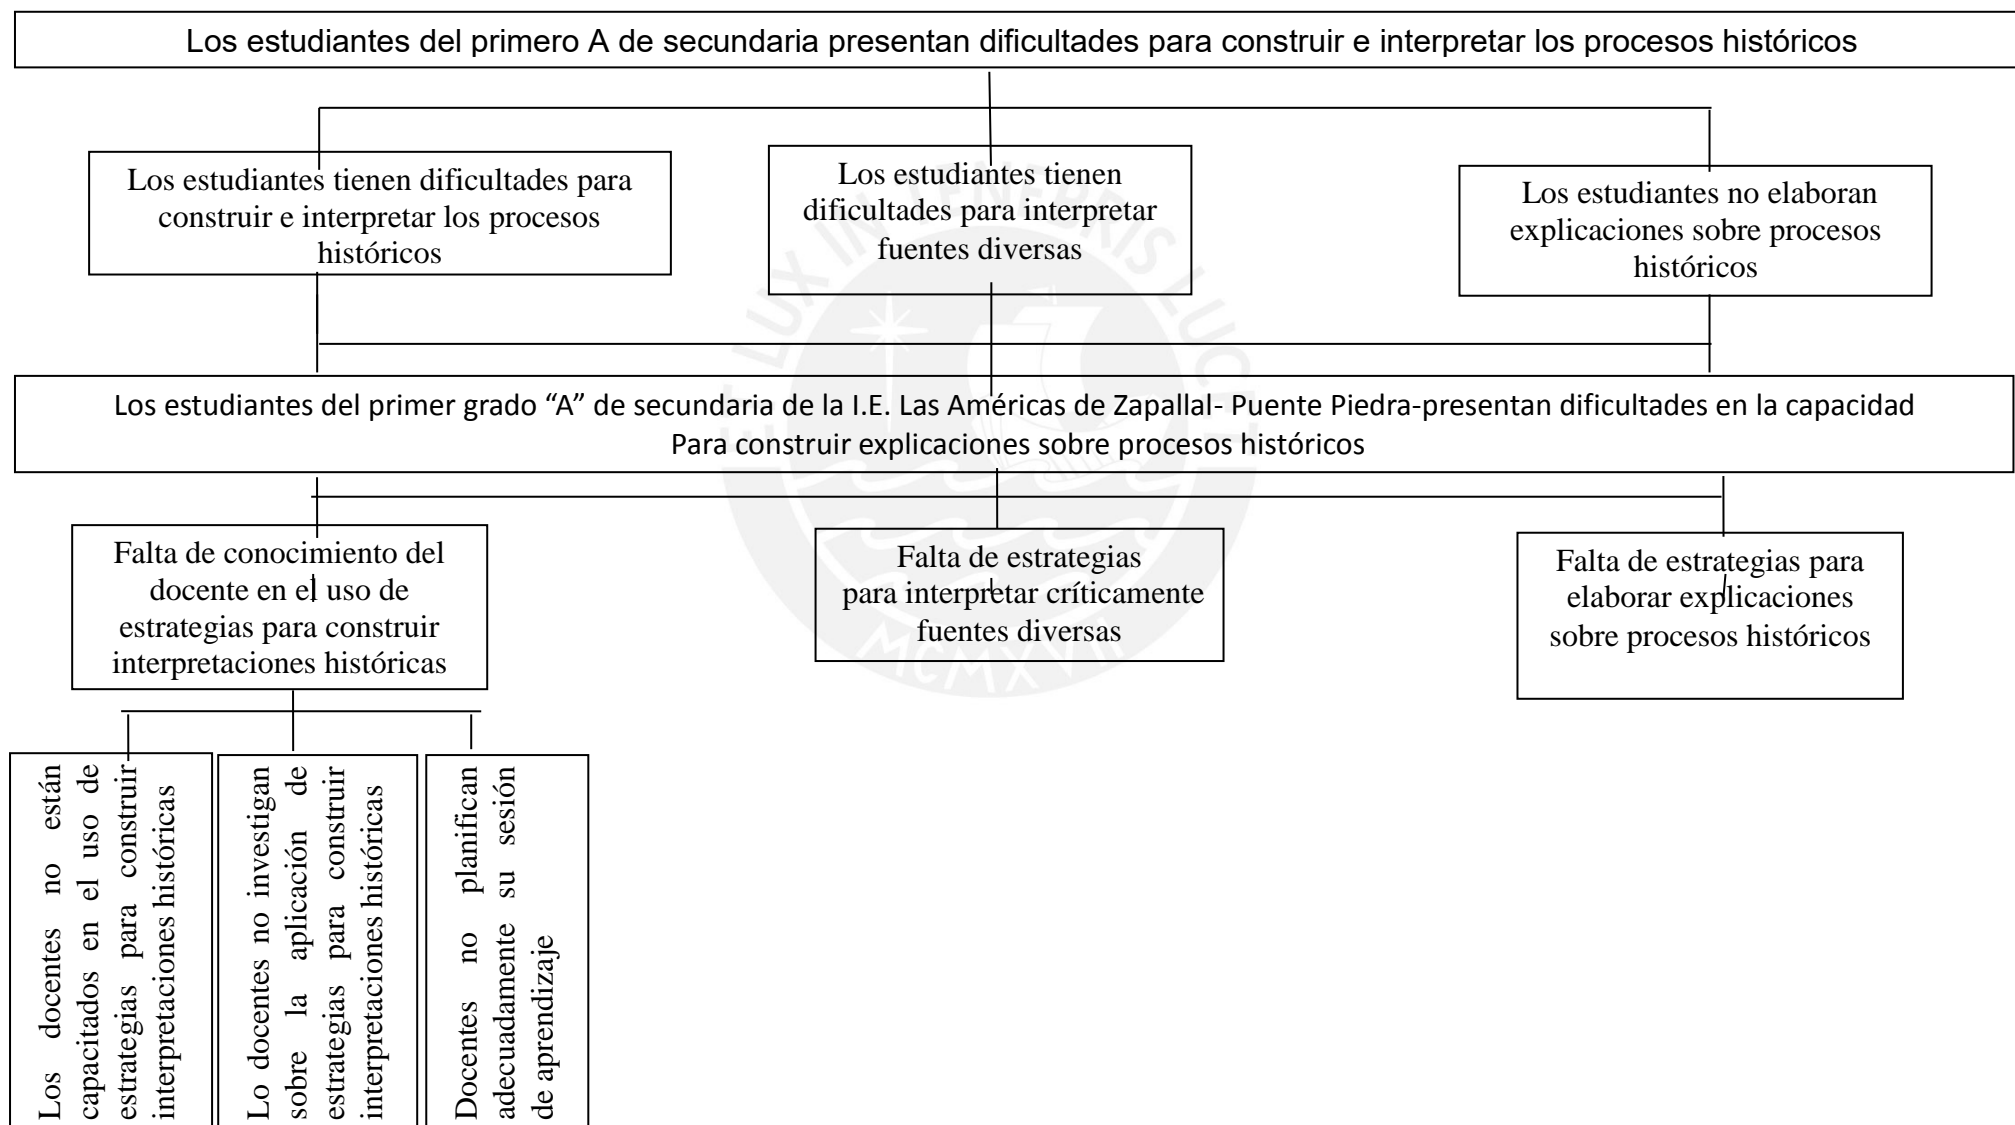 Los estudiantes del primero A de secundaria presentan dificultades para construir e interpretar los procesos históricos
Los estudiantes tienen dificultades para
construir e interpretar los procesos
históricos
Los estudiantes tienen
dificultades para interpretar
fuentes diversas
Los estudiantes no elaboran
explicaciones sobre procesos
históricos
ET LUX IN TENEBRIS LUCET
Los estudiantes del primer grado “A” de secundaria de la I.E. Las Américas de Zapallal- Puente Piedra-presentan dificultades en la capacidad
Para construir explicaciones sobre procesos históricos
Falta de conocimiento del
docente en el uso de
estrategias para construir
interpretaciones históricas
Falta de estrategias
para interpretar críticamente
fuentes diversas
Falta de estrategias para
elaborar explicaciones
sobre procesos históricos
MCMXVII
Los docentes no están
capacitados en el uso de
estrategias para construir
interpretaciones históricas
Lo docentes no investigan
sobre la aplicación de
estrategias para construir
interpretaciones históricas
Docentes no planifican
adecuadamente su sesión
de aprendizaje